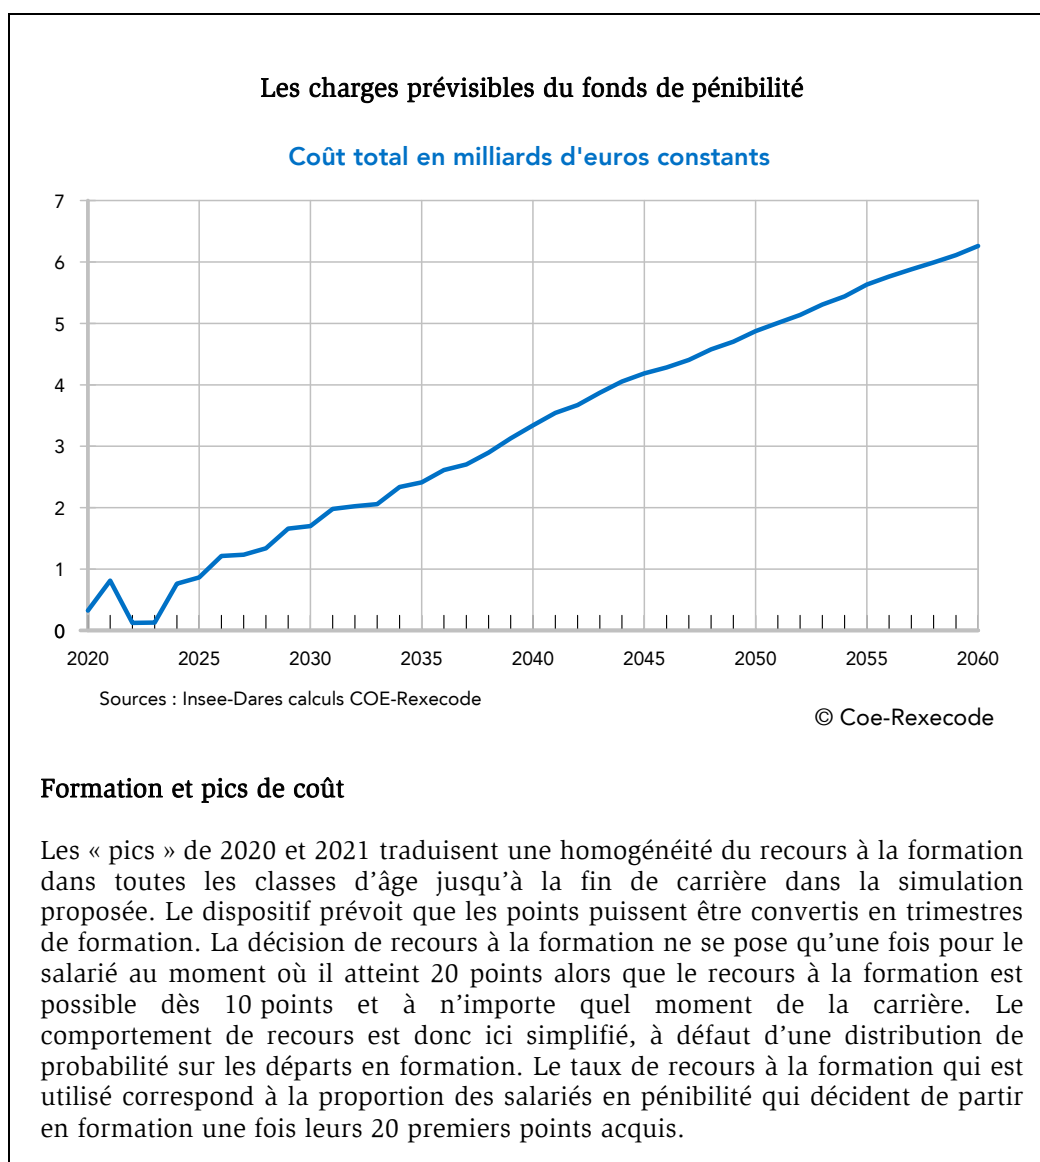 Les charges prévisibles du fonds de pénibilité
Coût total en milliards d'euros constants
7
6
5
4
3
2
1
0
2020 2025 2030 2035 2040 2045 2050 2055 2060
Sources : Insee-Dares calculs COE-Rexecode
© Coe-Rexecode
Formation et pics de coût
Les « pics » de 2020 et 2021 traduisent une homogénéité du recours à la formation
dans toutes les classes d’âge jusqu’à la fin de carrière dans la simulation
proposée. Le dispositif prévoit que les points puissent être convertis en trimestres
de formation. La décision de recours à la formation ne se pose qu’une fois pour le
salarié au moment où il atteint 20 points alors que le recours à la formation est
possible dès 10 points et à n’importe quel moment de la carrière. Le
comportement de recours est donc ici simplifié, à défaut d’une distribution de
probabilité sur les départs en formation. Le taux de recours à la formation qui est
utilisé correspond à la proportion des salariés en pénibilité qui décident de partir
en formation une fois leurs 20 premiers points acquis.